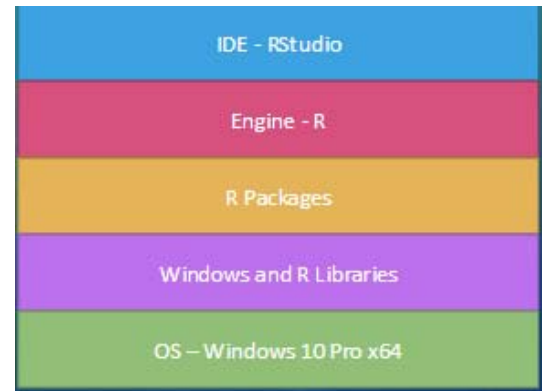 IDE - RStudio
Engine - R
R Packages
Windows and R Libraries
OS – Windows 10 Pro x64